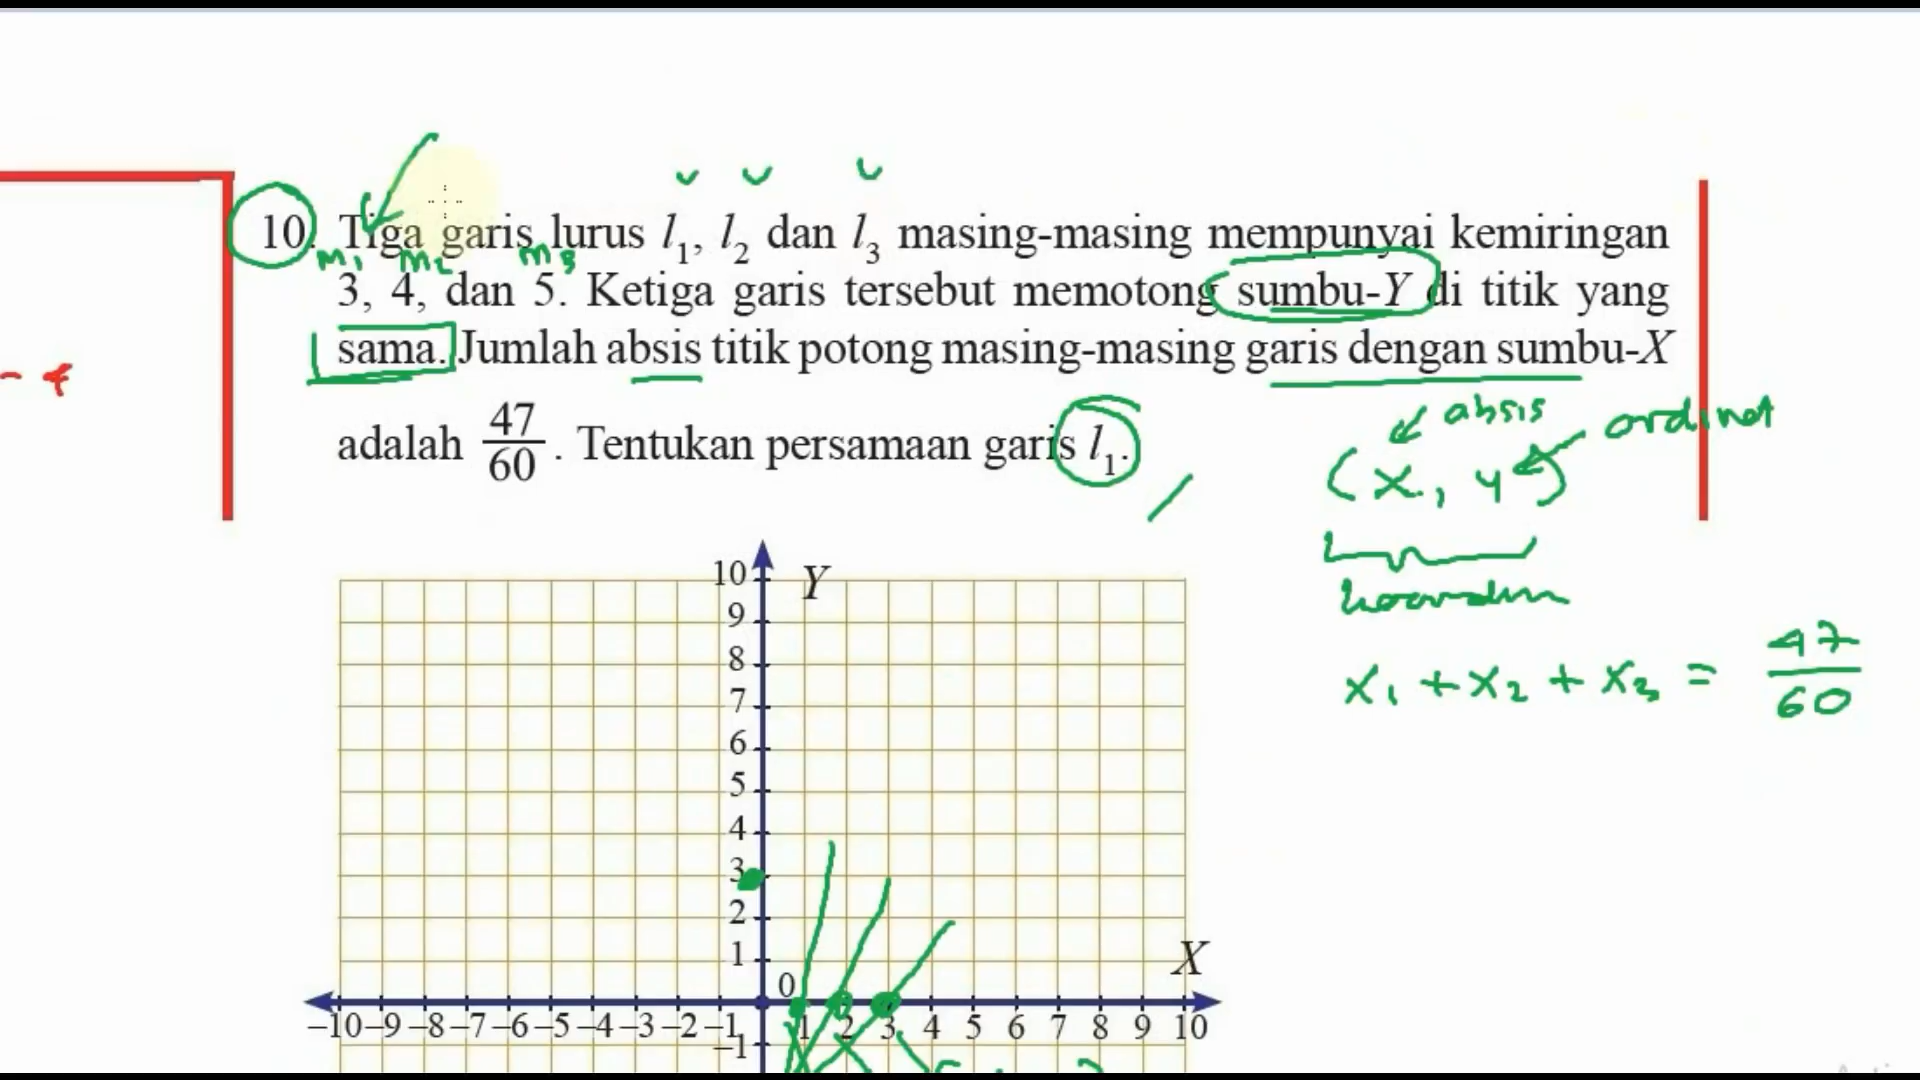 10. Tiga garis lurus l₁, l₂ dan l₃ masing-masing mempunyai kemiringan
m₁ m₂ m₃
3, 4, dan 5. Ketiga garis tersebut memotong sumbu-Y di titik yang
sama. Jumlah absis titik potong masing-masing garis dengan sumbu-X
adalah 47/60. Tentukan persamaan garis l₁.
- 4
absis
ordinat
(x, y)
x₁ + x₂ + x₃ = 47/60
Y
10
9
8
7
6
5
4
3
2
1
X
0
–10 –9 –8 –7 –6 –5 –4 –3 –2 –1 1 2 3 4 5 6 7 8 9 10
–1